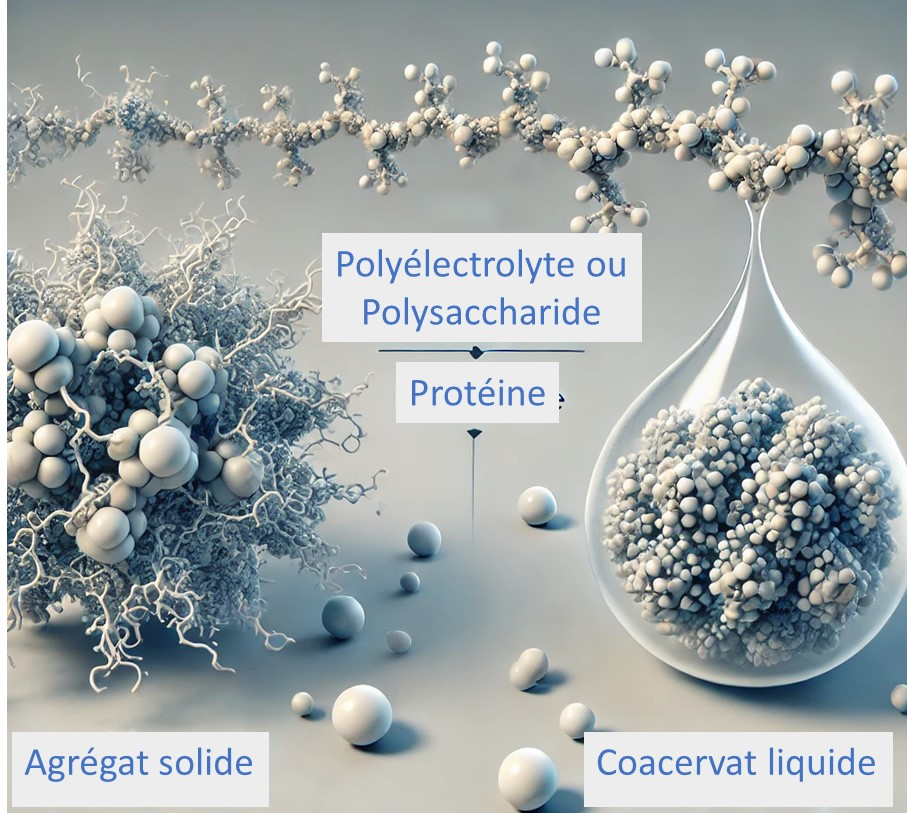 Polyélectrolyte ou
Polysaccharide
Protéine
Agrégat solide
Coacervat liquide